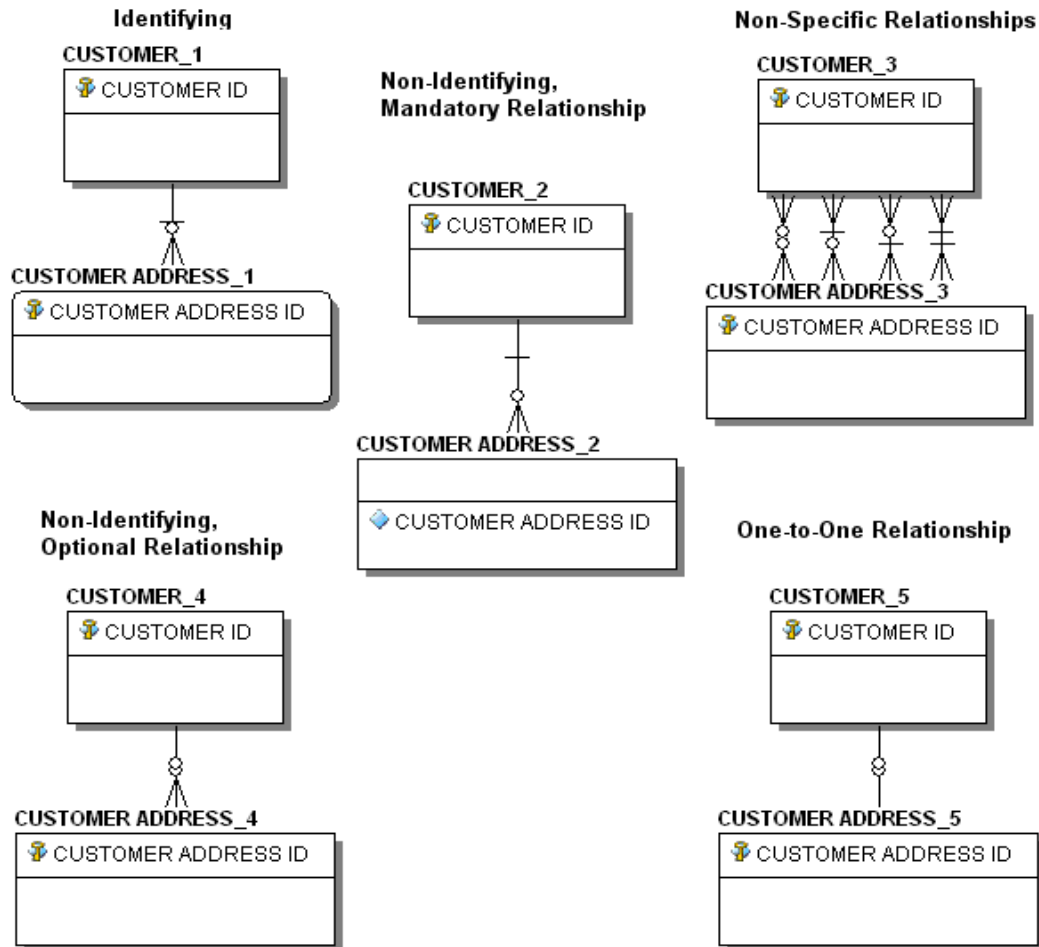 Identifying
CUSTOMER_1
CUSTOMER ID
CUSTOMER ADDRESS_1
CUSTOMER ADDRESS ID
Non-Identifying,
Mandatory Relationship
CUSTOMER_2
CUSTOMER ID
CUSTOMER ADDRESS_2
CUSTOMER ADDRESS ID
Non-Specific Relationships
CUSTOMER_3
CUSTOMER ID
CUSTOMER ADDRESS_3
CUSTOMER ADDRESS ID
Non-Identifying,
Optional Relationship
CUSTOMER_4
CUSTOMER ID
CUSTOMER ADDRESS_4
CUSTOMER ADDRESS ID
One-to-One Relationship
CUSTOMER_5
CUSTOMER ID
CUSTOMER ADDRESS_5
CUSTOMER ADDRESS ID